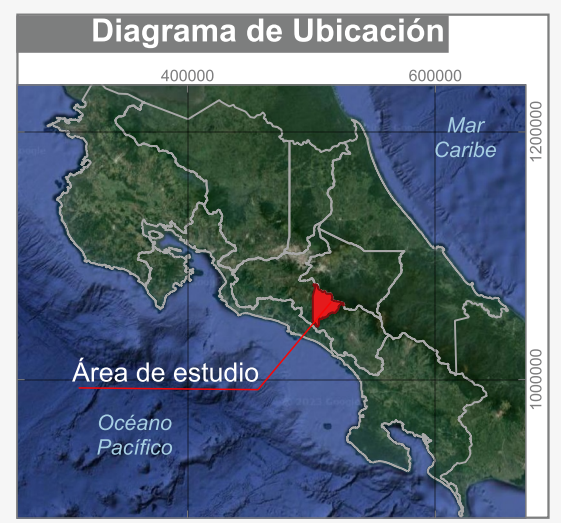 Diagrama de Ubicación
400000
600000
Mar
Caribe
1200000
Área de estudio
1000000
Océano
Pacífico